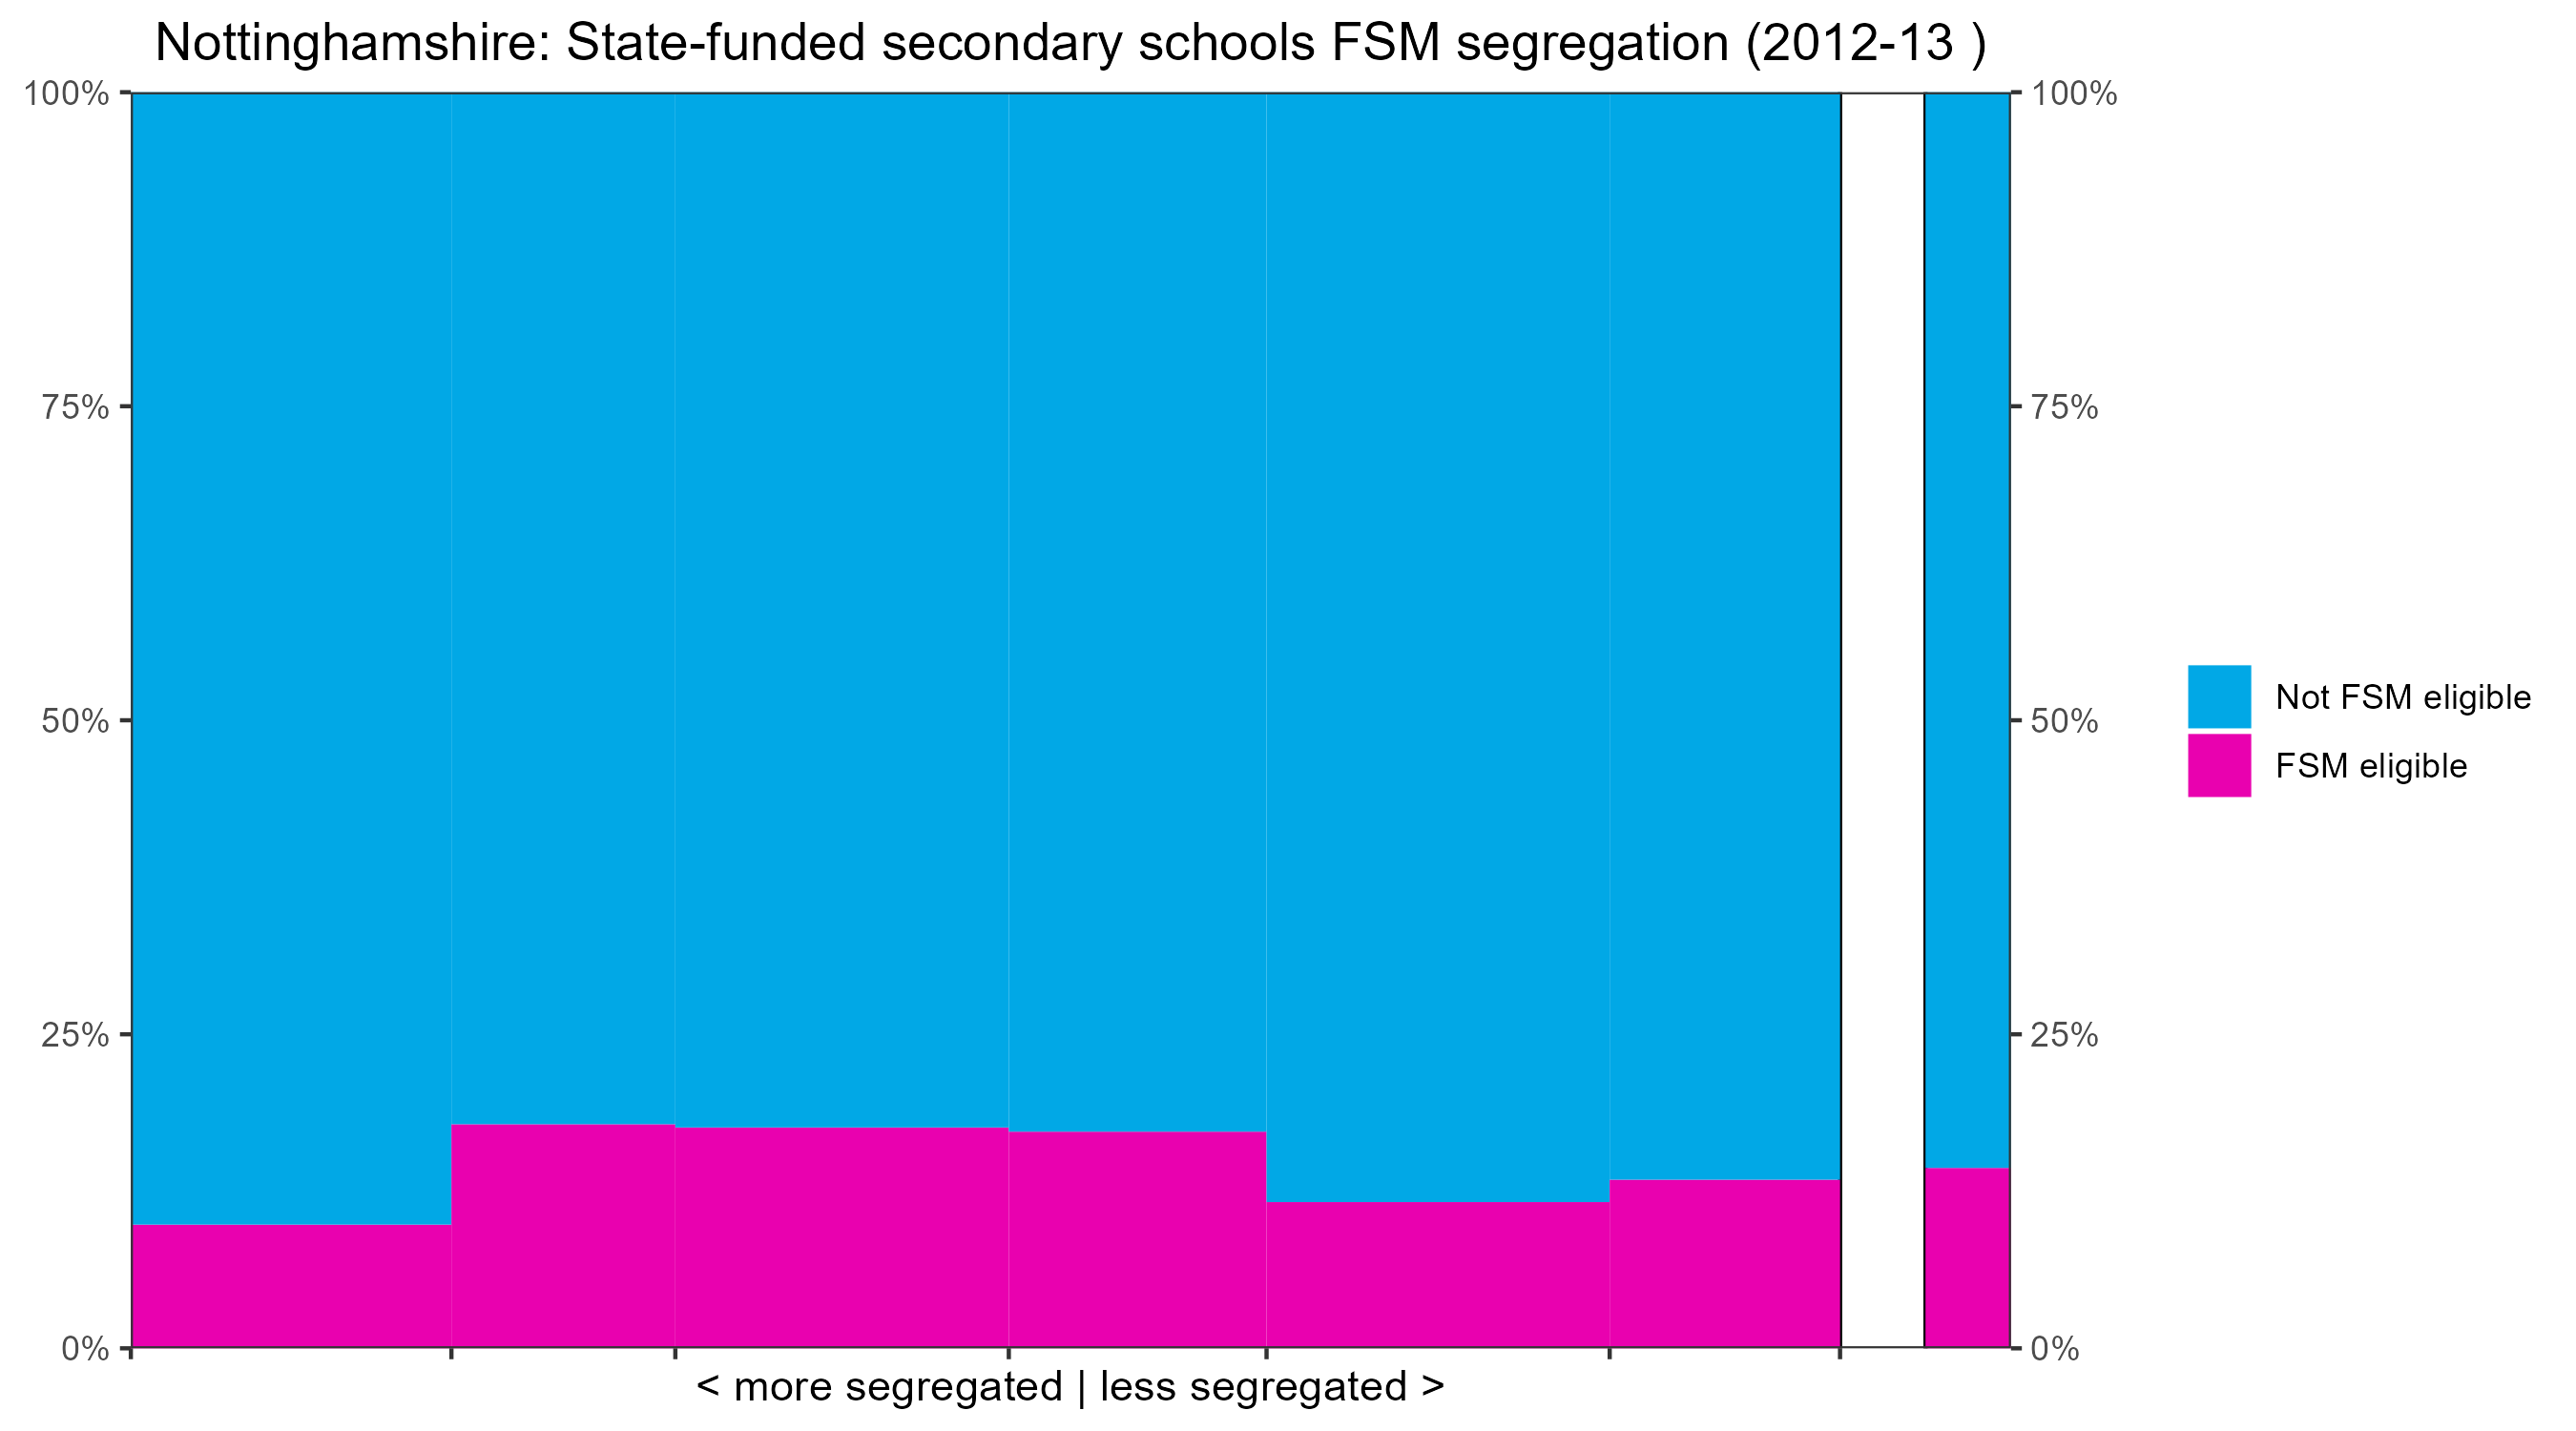 Nottinghamshire: State-funded secondary schools FSM segregation (2012-13 )
100%
75%
50%
25%
0%
100%
75%
50%
25%
0%
Not FSM eligible
FSM eligible
< more segregated | less segregated >